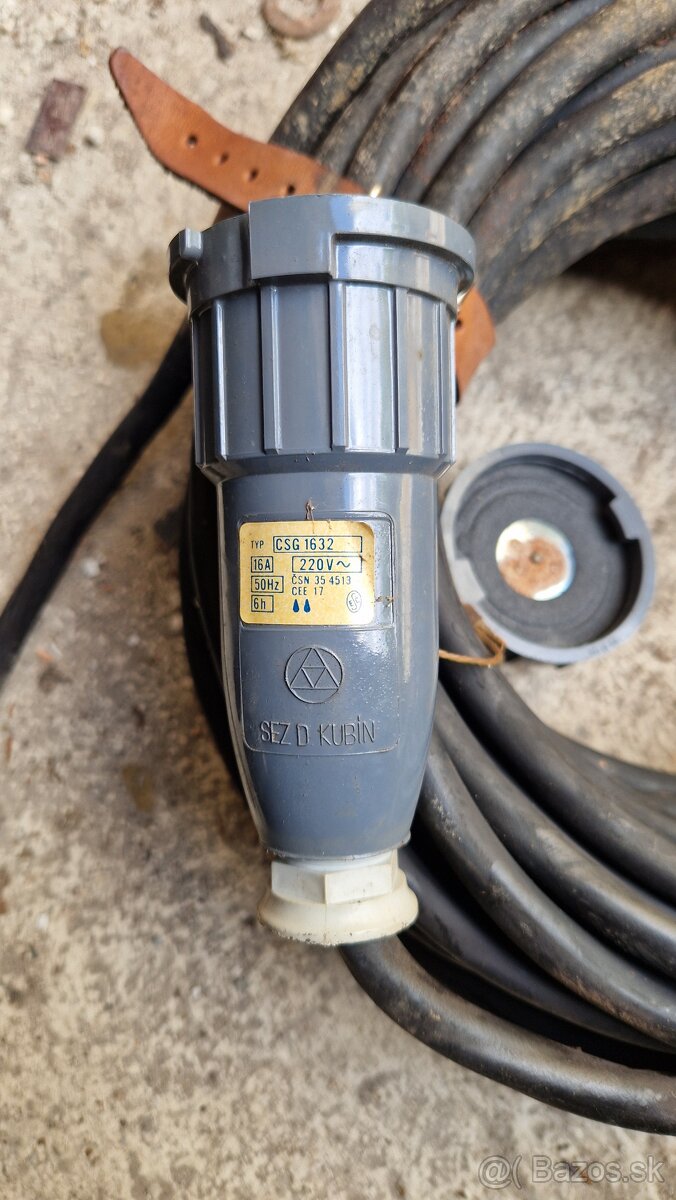 TYP CSG 1632
16A 220V~
50Hz ČSN 35 4513
6h CEE 17
SEZ D KUBÍN
@( Bazos.sk